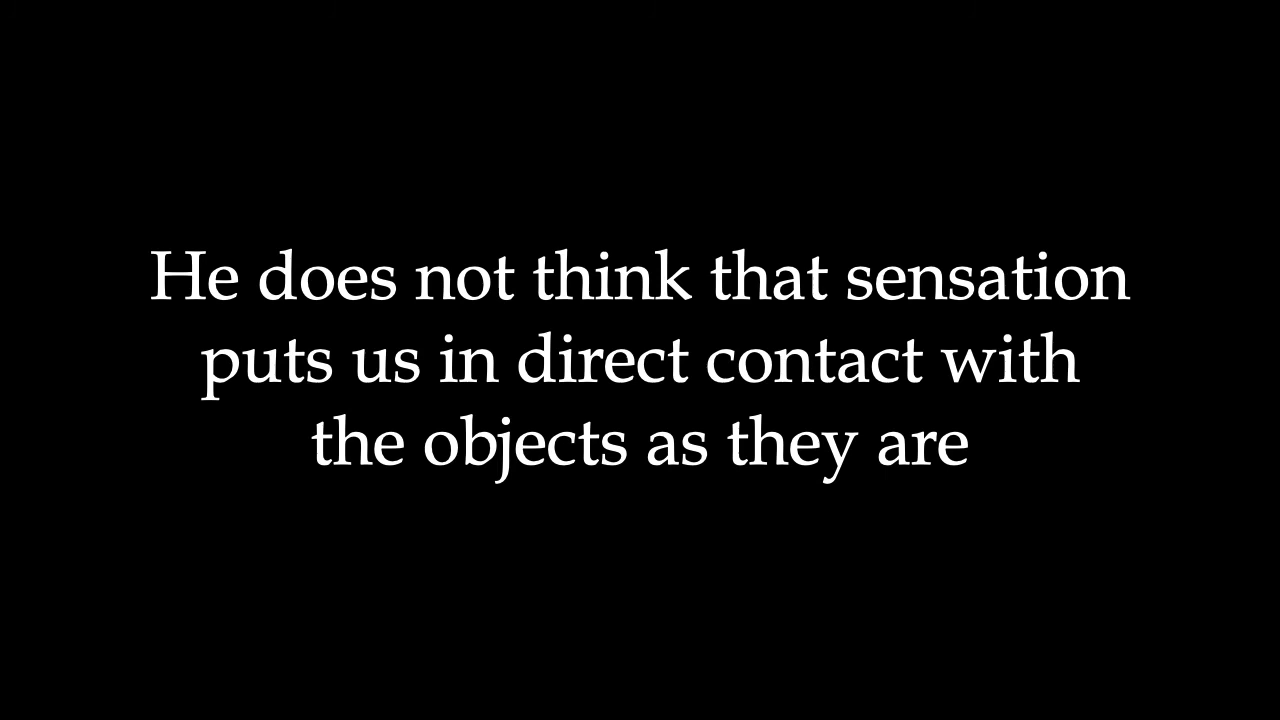 He does not think that sensation
puts us in direct contact with
the objects as they are